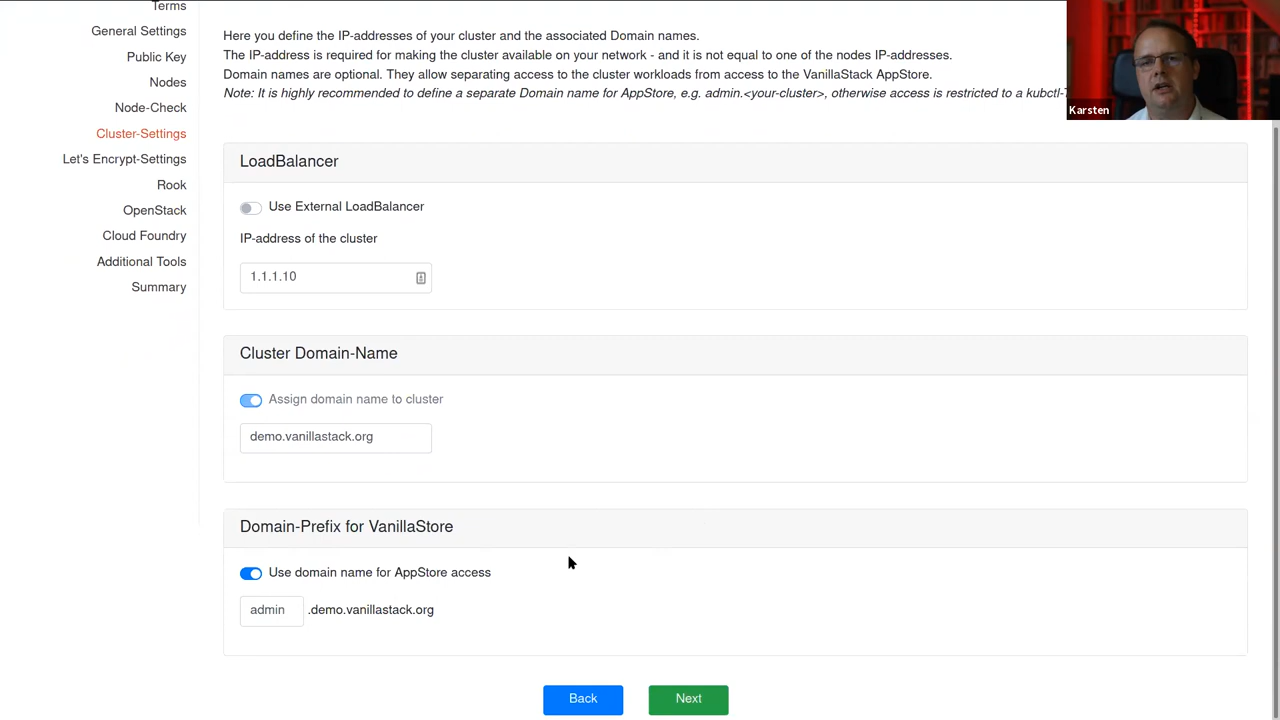 Terms
General Settings
Public Key
Nodes
Node-Check
Cluster-Settings
Let's Encrypt-Settings
Rook
OpenStack
Cloud Foundry
Additional Tools
Summary
Here you define the IP-addresses of your cluster and the associated Domain names.
The IP-address is required for making the cluster available on your network - and it is not equal to one of the nodes IP-addresses.
Domain names are optional. They allow separating access to the cluster workloads from access to the VanillaStack AppStore.
Note: It is highly recommended to define a separate Domain name for AppStore, e.g. admin.<your-cluster>, otherwise access is restricted to a kubctl-
Karsten
LoadBalancer
Use External LoadBalancer
IP-address of the cluster
1.1.1.10
Cluster Domain-Name
Assign domain name to cluster
demo.vanillastack.org
Domain-Prefix for VanillaStore
Use domain name for AppStore access
admin .demo.vanillastack.org
Back Next